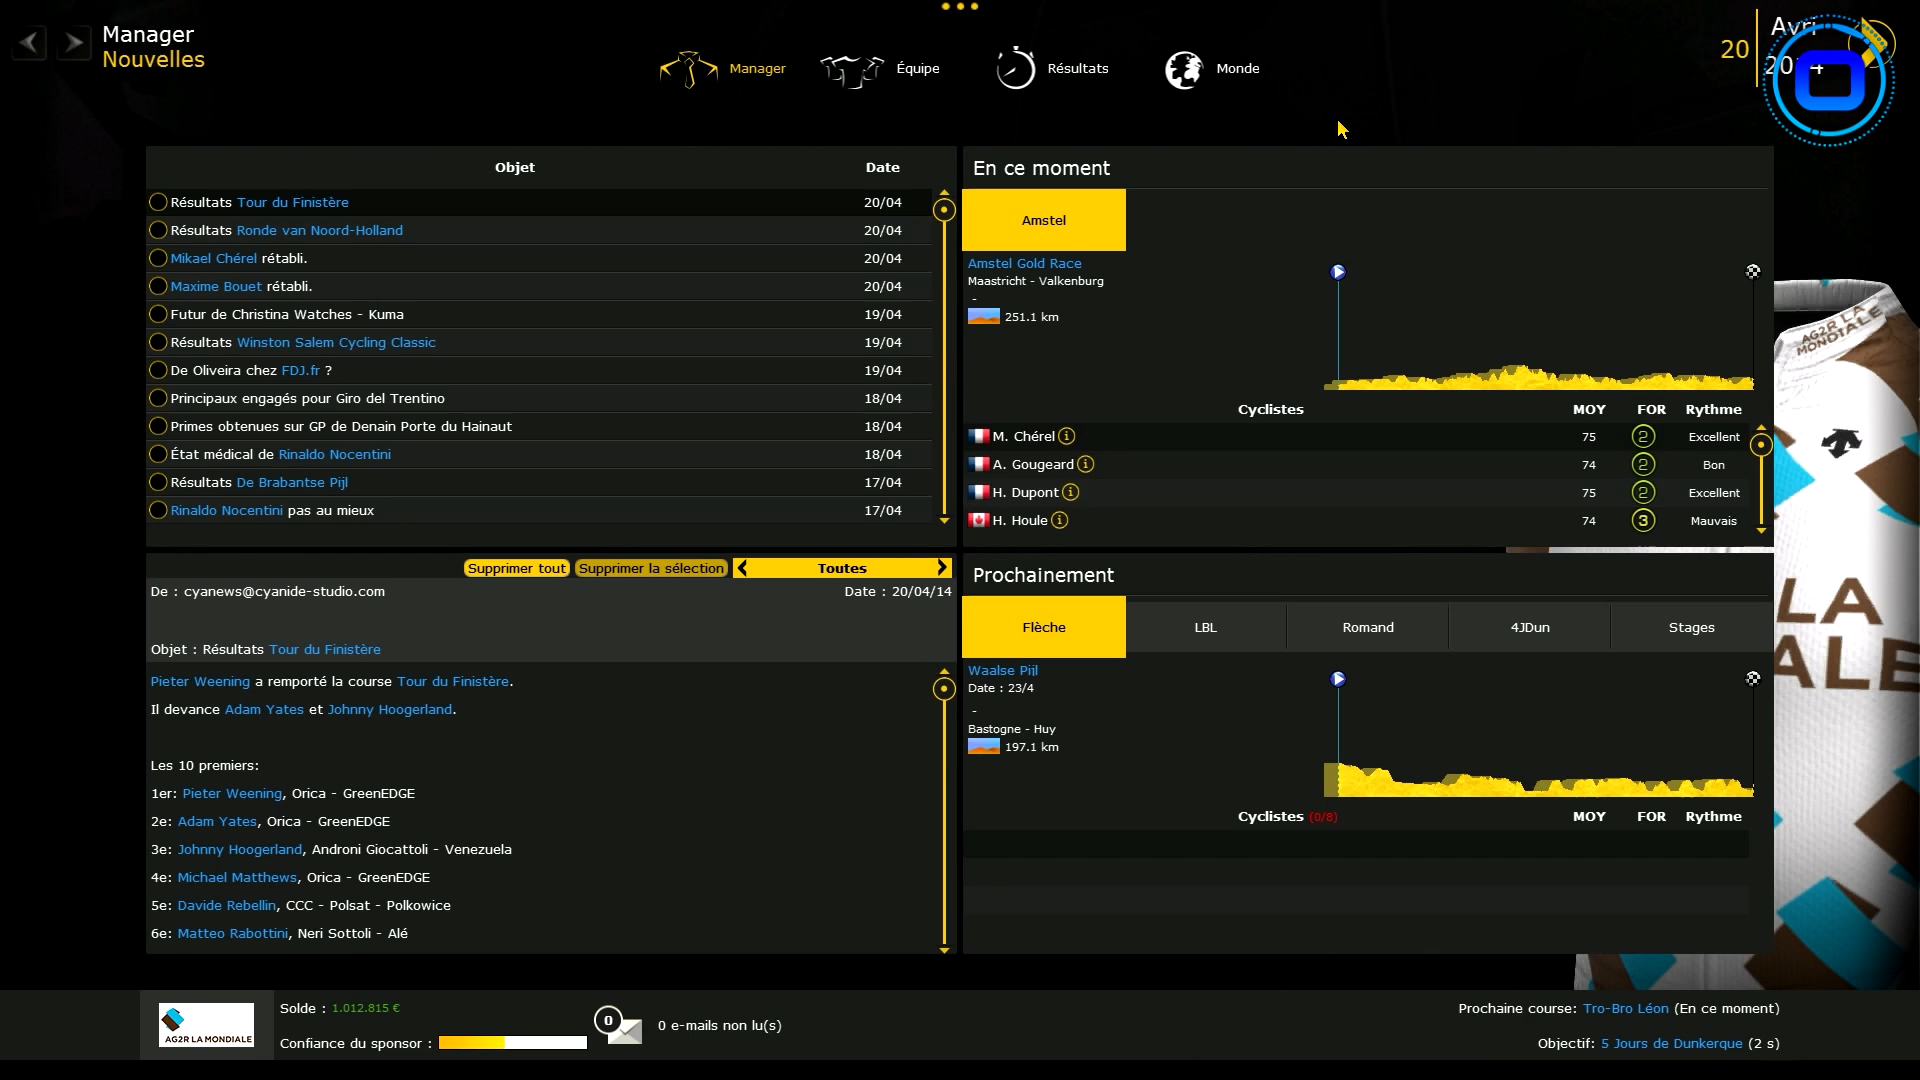 Manager
Nouvelles
Manager
Équipe
Résultats
Monde
20
Objet Date
Résultats Tour du Finistère 20/04
Résultats Ronde van Noord-Holland 20/04
Mikael Chérel rétabli. 20/04
Maxime Bouet rétabli. 20/04
Futur de Christina Watches - Kuma 19/04
Résultats Winston Salem Cycling Classic 19/04
De Oliveira chez FDJ.fr ? 19/04
Principaux engagés pour Giro del Trentino 18/04
Primes obtenues sur GP de Denain Porte du Hainaut 18/04
État médical de Rinaldo Nocentini 18/04
Résultats De Brabantse Pijl 17/04
Rinaldo Nocentini pas au mieux 17/04
Supprimer tout Supprimer la sélection Toutes
De : cyanews@cyanide-studio.com Date : 20/04/14
Objet : Résultats Tour du Finistère
Pieter Weening a remporté la course Tour du Finistère.
Il devance Adam Yates et Johnny Hoogerland.
Les 10 premiers:
1er: Pieter Weening, Orica - GreenEDGE
2e: Adam Yates, Orica - GreenEDGE
3e: Johnny Hoogerland, Androni Giocattoli - Venezuela
4e: Michael Matthews, Orica - GreenEDGE
5e: Davide Rebellin, CCC - Polsat - Polkowice
6e: Matteo Rabottini, Neri Sottoli - Alé
En ce moment
Amstel
Amstel Gold Race
Maastricht - Valkenburg
-
251.1 km
Cyclistes MOY FOR Rythme
M. Chérel i 75 2 Excellent
A. Gougeard i 74 2 Bon
H. Dupont i 75 2 Excellent
H. Houle i 74 3 Mauvais
Prochainement
Flèche LBL Romand 4JDun Stages
Waalse Pijl
Date : 23/4
-
Bastogne - Huy
197.1 km
Cyclistes (0/8) MOY FOR Rythme
AG2R LA MONDIALE
LA
ALE
AG2R LA MONDIALE
Solde : 1.012.815 €
Confiance du sponsor :
0
0 e-mails non lu(s)
Prochaine course: Tro-Bro Léon (En ce moment)
Objectif: 5 Jours de Dunkerque (2 s)